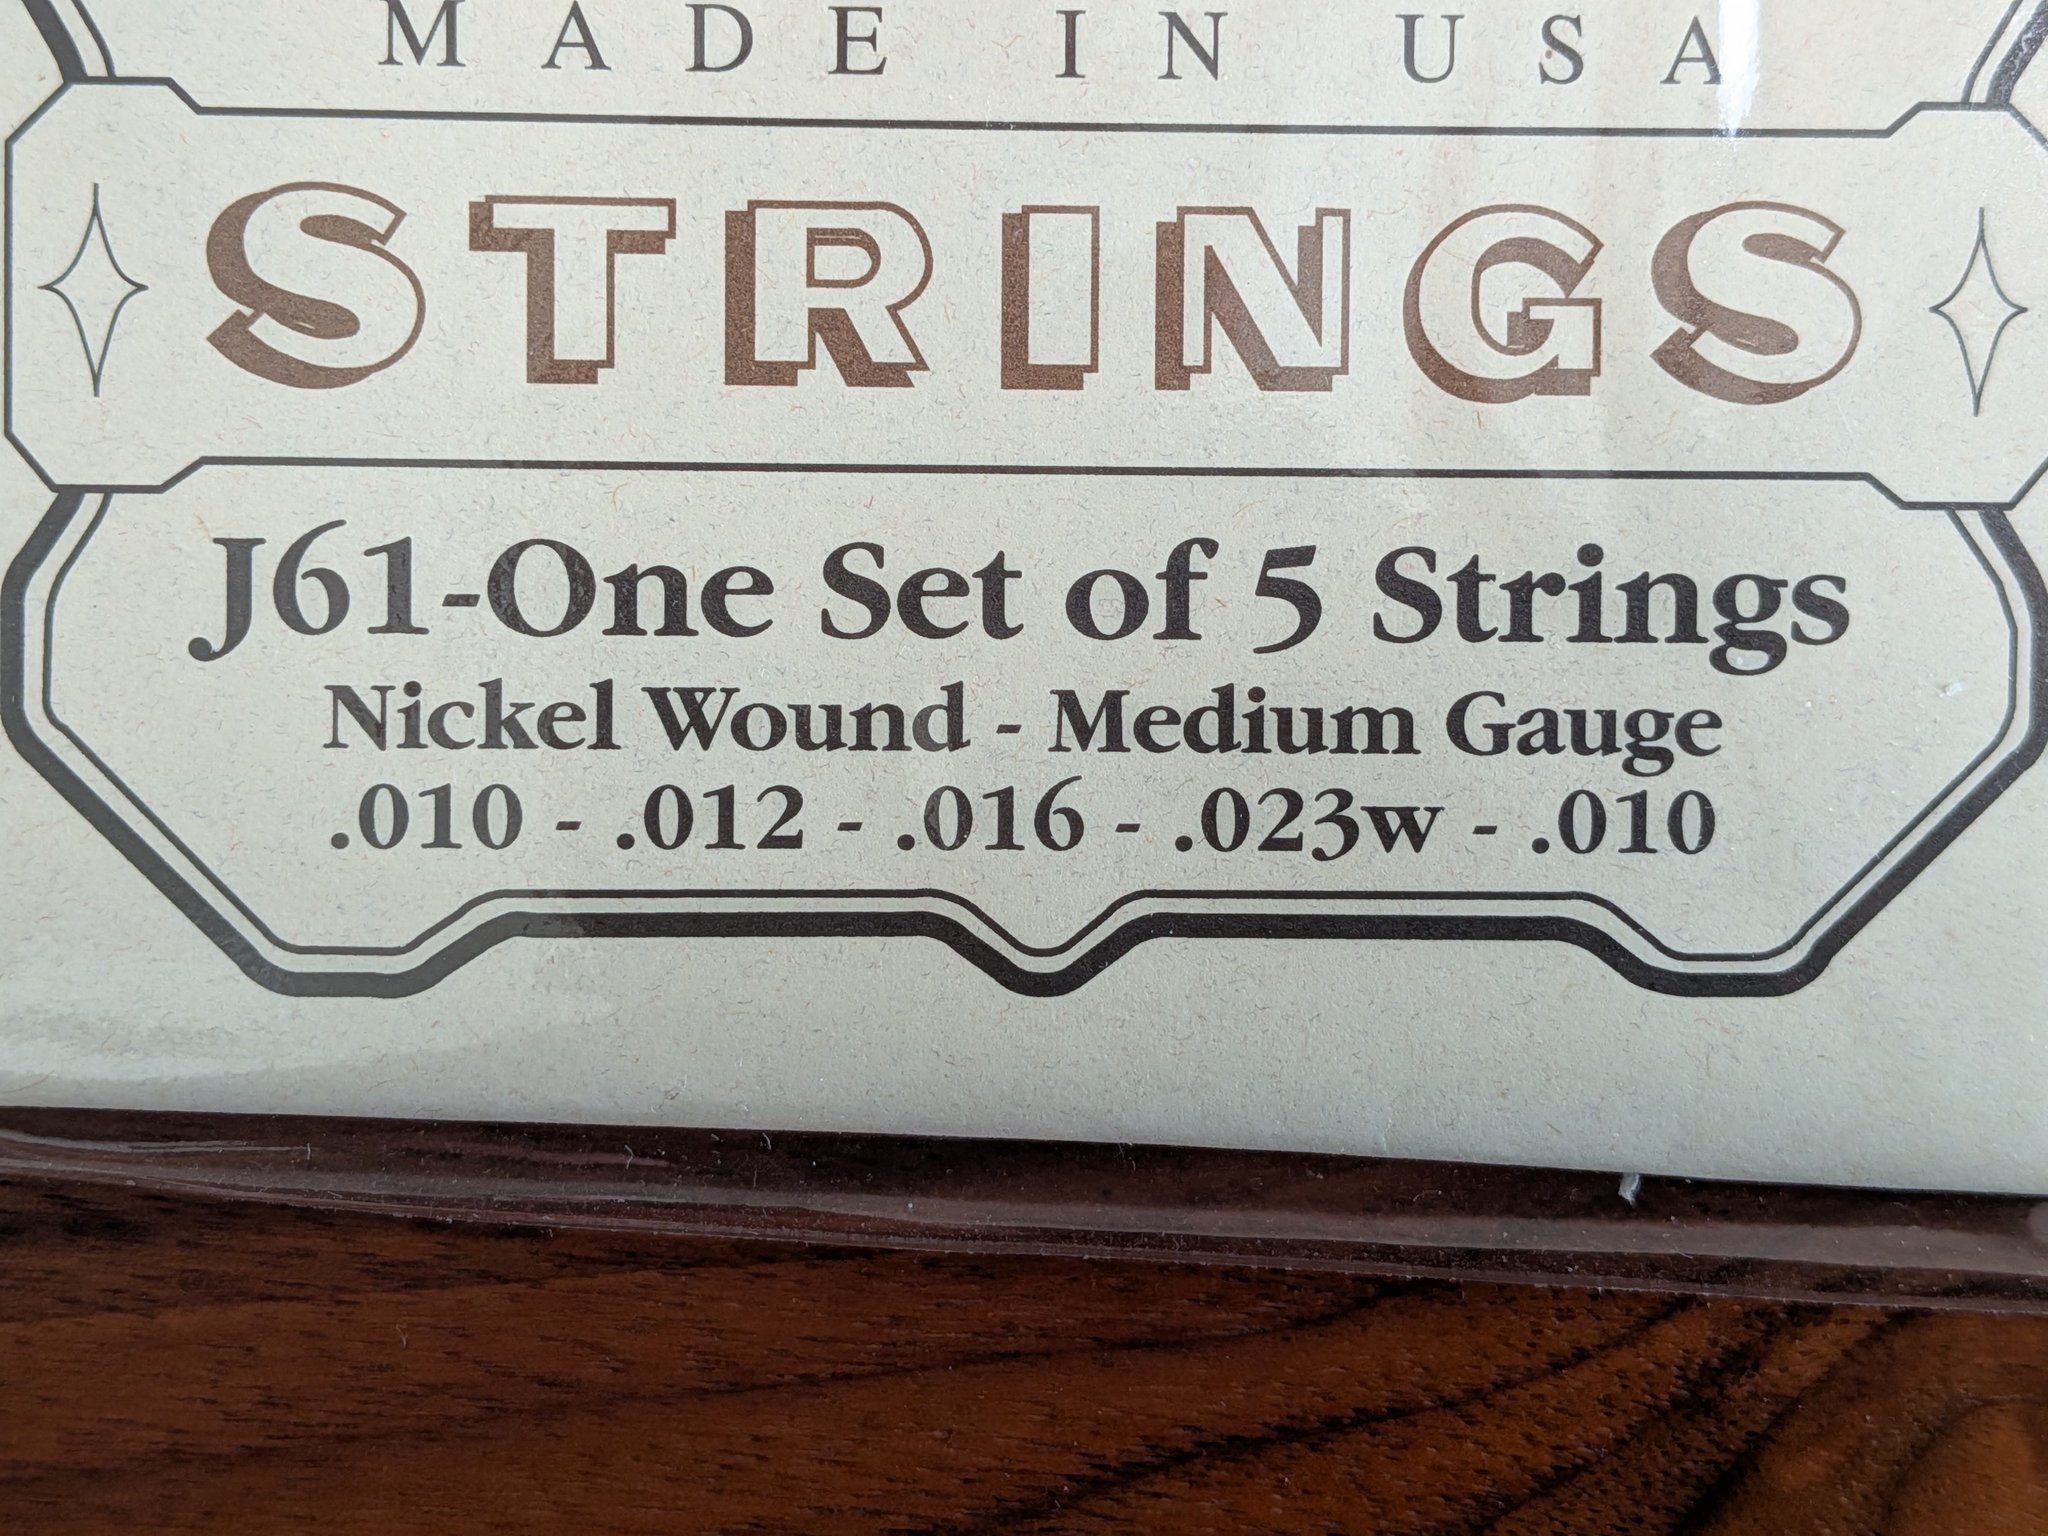 MADE IN USA
STRINGS
J61-One Set of 5 Strings
Nickel Wound - Medium Gauge
.010 - .012 - .016 - .023w - .010